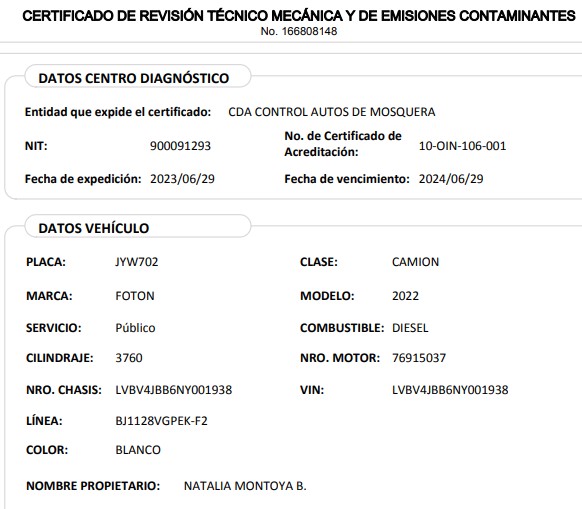 CERTIFICADO DE REVISIÓN TÉCNICO MECÁNICA Y DE EMISIONES CONTAMINANTES
No. 166808148
DATOS CENTRO DIAGNÓSTICO
Entidad que expide el certificado: CDA CONTROL AUTOS DE MOSQUERA
NIT: 900091293 No. de Certificado de Acreditación: 10-OIN-106-001
Fecha de expedición: 2023/06/29 Fecha de vencimiento: 2024/06/29
DATOS VEHÍCULO
PLACA: JYW702 CLASE: CAMION
MARCA: FOTON MODELO: 2022
SERVICIO: Público COMBUSTIBLE: DIESEL
CILINDRAJE: 3760 NRO. MOTOR: 76915037
NRO. CHASIS: LVBV4JBB6NY001938 VIN: LVBV4JBB6NY001938
LÍNEA: BJ1128VGPEK-F2
COLOR: BLANCO
NOMBRE PROPIETARIO: NATALIA MONTOYA B.